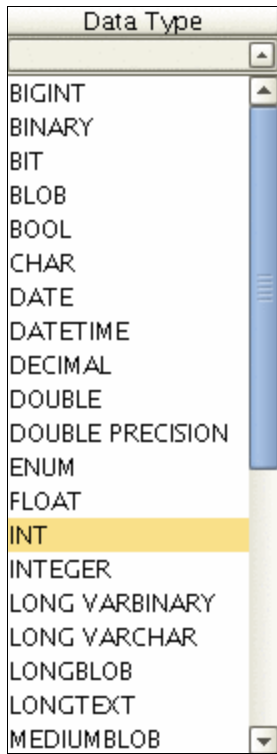 Data Type
BIGINT
BINARY
BIT
BLOB
BOOL
CHAR
DATE
DATETIME
DECIMAL
DOUBLE
DOUBLE PRECISION
ENUM
FLOAT
INT
INTEGER
LONG VARBINARY
LONG VARCHAR
LONGBLOB
LONGTEXT
MEDIUMBLOB